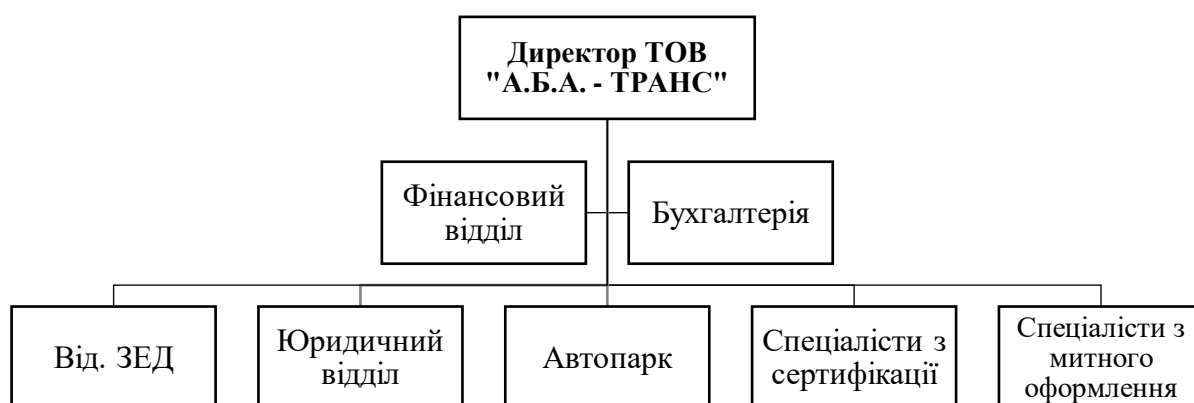 Директор ТОВ
"А.Б.А. - ТРАНС"
Фінансовий
відділ
Бухгалтерія
Від. ЗЕД
Юридичний
відділ
Автопарк
Спеціалісти з
сертифікації
Спеціалісти з
митного
оформлення